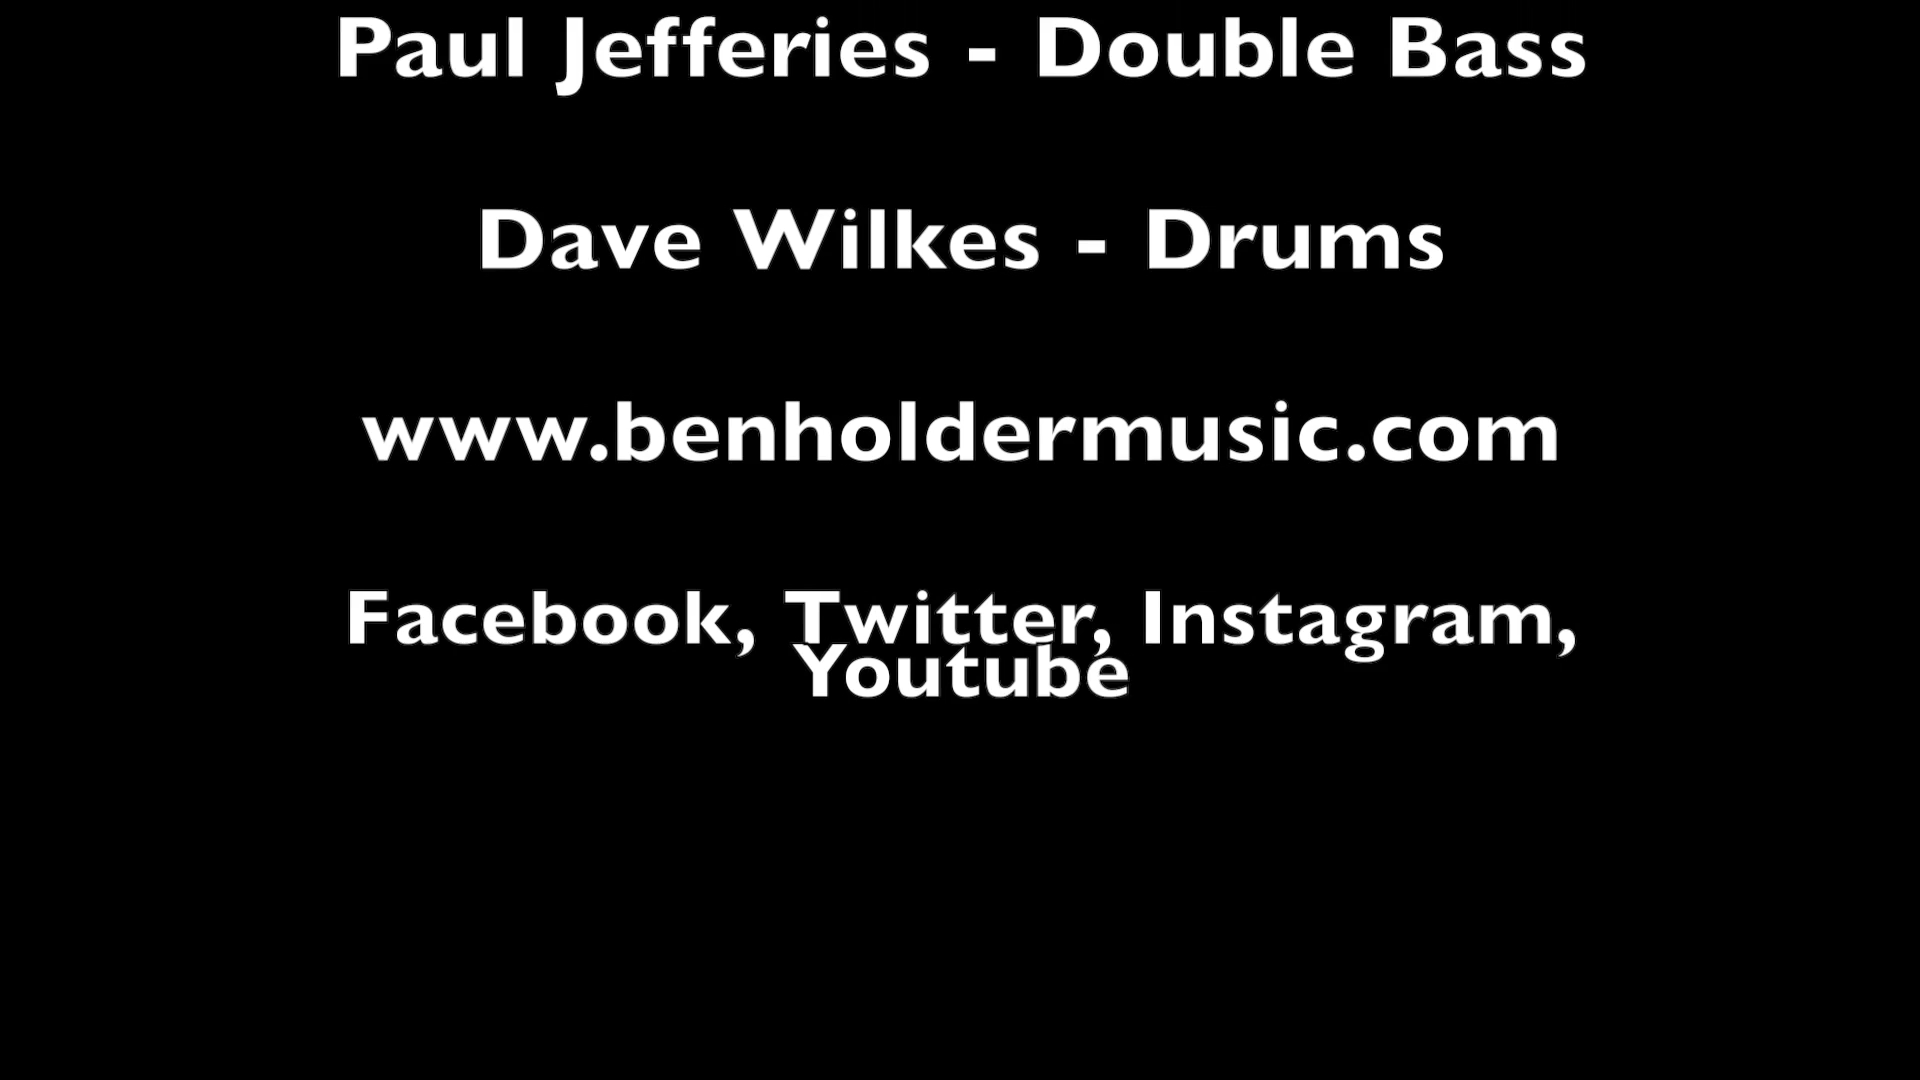 Paul Jefferies - Double Bass
Dave Wilkes - Drums
www.benholdermusic.com
Facebook, Twitter, Instagram,
Youtube